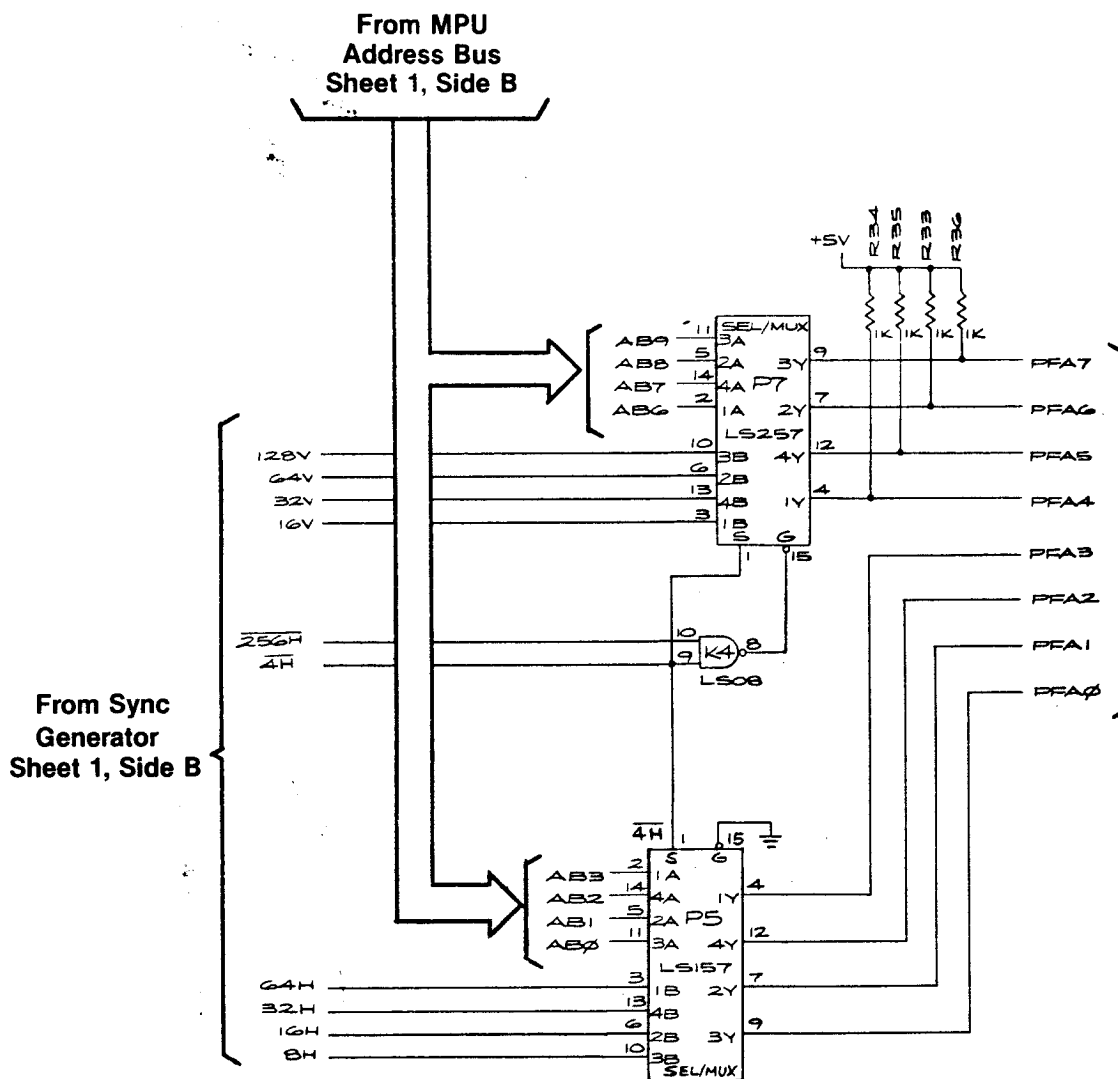 From MPU
Address Bus
Sheet 1, Side B
+5V
R34
R35
R33
R36
1K
1K
1K
1K
SEL/MUX
P7
LS257
AB9 11 3A
AB8 5 2A
AB7 14 4A
AB6 2 1A
128V 10 3B
64V 6 2B
32V 13 4B
16V 3 1B
3Y 9 PFA7
2Y 7 PFA6
4Y 12 PFA5
1Y 4 PFA4
S G
1 15
PFA3
PFA2
PFA1
PFA0
256H 10
4H 9
K4 8
LS08
From Sync
Generator
Sheet 1, Side B
4H 1 15
S G
AB3 2 1A
AB2 14 4A
AB1 5 2A
AB0 11 3A
P5
LS157
64H 3 1B
32H 13 4B
16H 6 2B
8H 10 3B
1Y 4
4Y 12
2Y 7
3Y 9
SEL/MUX